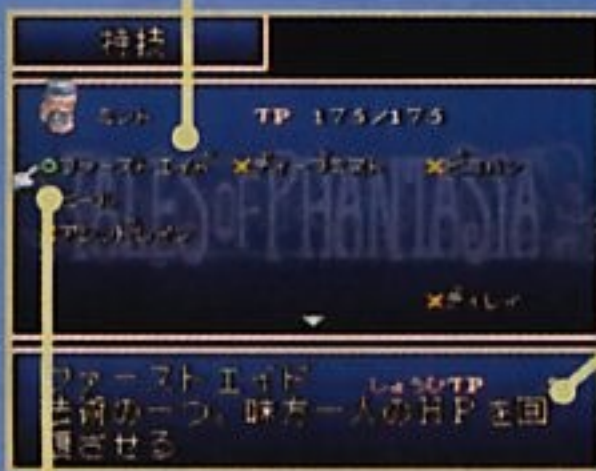 特技
ミント TP 175/175
ファーストエイド ×ディープミスト ×ピコハン
ヒール
アシッドレイン
TALES OF PHANTASIA
×ディレイ
ファーストエイド しょうひTP
法術の一つ、味方一人のHPを回
復させる